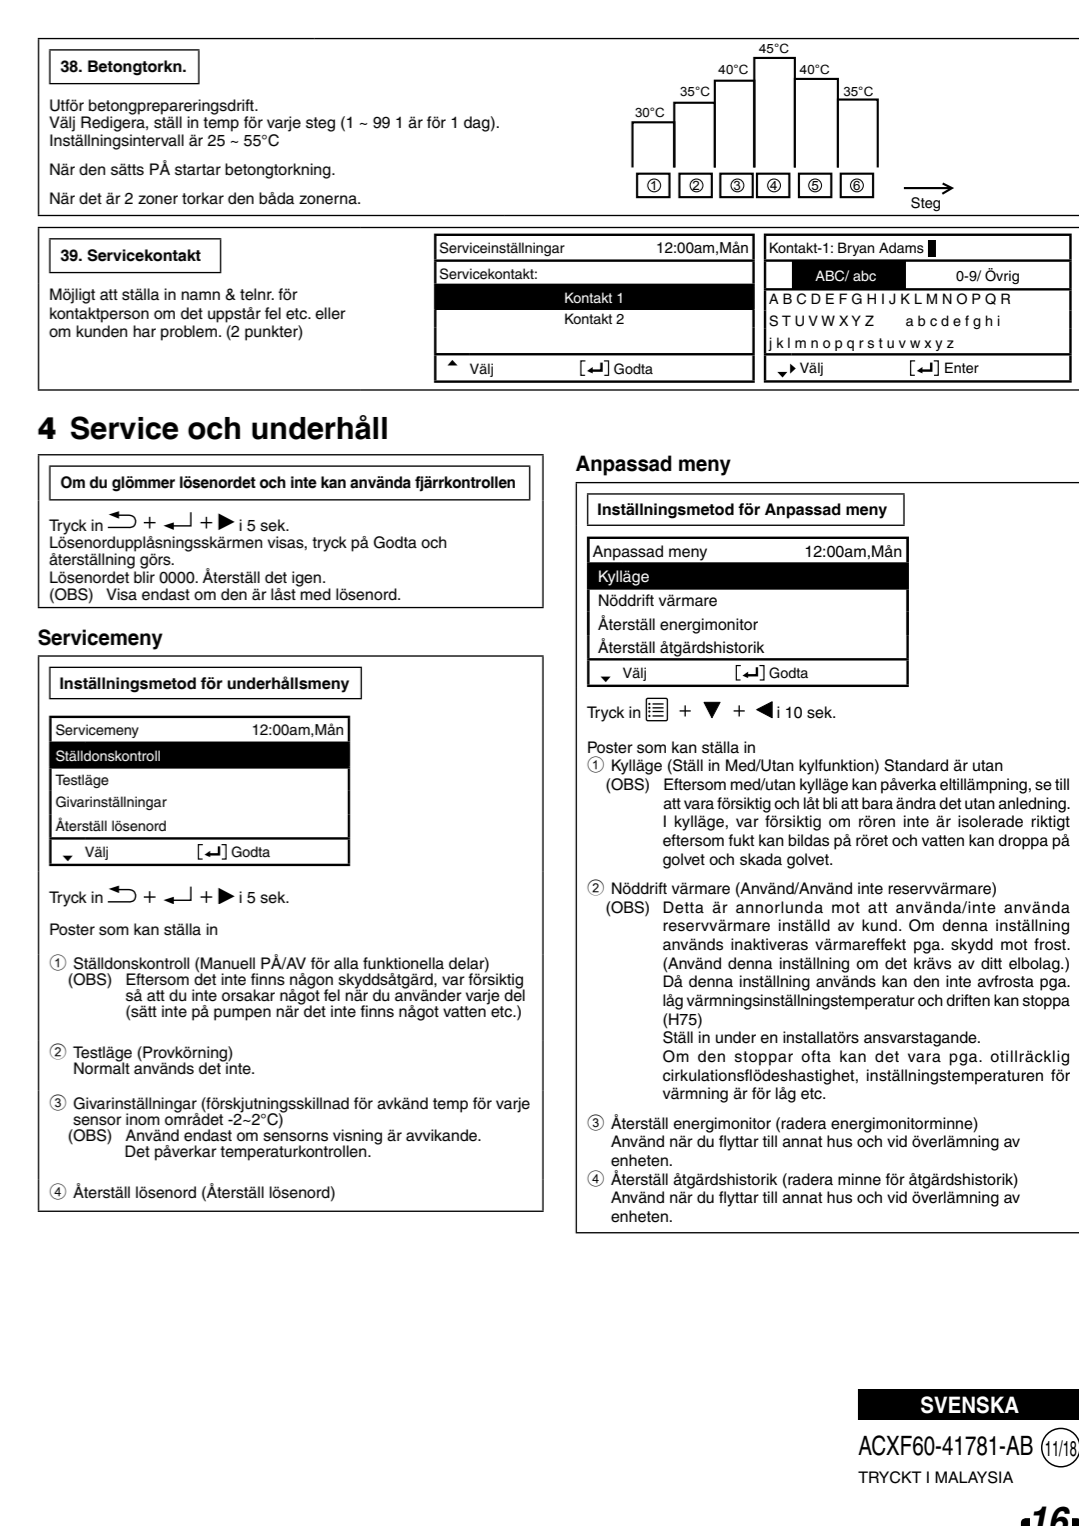 38. Betongtorkn.
Utför betongprepareringsdrift.
Välj Redigera, ställ in temp för varje steg (1 ~ 99 1 är för 1 dag).
Inställningsintervall är 25 ~ 55°C
När den sätts PÅ startar betongtorkning.
När det är 2 zoner torkar den båda zonerna.
30°C
35°C
40°C
45°C
40°C
35°C
① ② ③ ④ ⑤ ⑥
Steg
39. Servicekontakt
Möjligt att ställa in namn & telnr. för
kontaktperson om det uppstår fel etc. eller
om kunden har problem. (2 punkter)
Serviceinställningar 12:00am,Mån
Servicekontakt:
Kontakt 1
Kontakt 2
Välj [↵] Godta
Kontakt-1: Bryan Adams
ABC/ abc 0-9/ Övrig
A B C D E F G H I J K L M N O P Q R
S T U V W X Y Z a b c d e f g h i
j k l m n o p q r s t u v w x y z
Välj [↵] Enter
4 Service och underhåll
Om du glömmer lösenordet och inte kan använda fjärrkontrollen
Tryck in + + i 5 sek.
Lösenordupplåsningsskärmen visas, tryck på Godta och
återställning görs.
Lösenordet blir 0000. Återställ det igen.
(OBS) Visa endast om den är låst med lösenord.
Servicemeny
Inställningsmetod för underhållsmeny
Servicemeny 12:00am,Mån
Ställdonskontroll
Testläge
Givarinställningar
Återställ lösenord
Välj [↵] Godta
Tryck in + + i 5 sek.
Poster som kan ställa in
① Ställdonskontroll (Manuell PÅ/AV för alla funktionella delar)
(OBS) Eftersom det inte finns någon skyddsåtgärd, var försiktig
så att du inte orsakar något fel när du använder varje del
(sätt inte på pumpen när det inte finns något vatten etc.)
② Testläge (Provkörning)
Normalt används det inte.
③ Givarinställningar (förskjutningsskillnad för avkänd temp för varje
sensor inom området -2~2°C)
(OBS) Använd endast om sensorns visning är avvikande.
Det påverkar temperaturkontrollen.
④ Återställ lösenord (Återställ lösenord)
Anpassad meny
Inställningsmetod för Anpassad meny
Anpassad meny 12:00am,Mån
Kylläge
Nöddrift värmare
Återställ energimonitor
Återställ åtgärdshistorik
Välj [↵] Godta
Tryck in + + i 10 sek.
Poster som kan ställa in
① Kylläge (Ställ in Med/Utan kylfunktion) Standard är utan
(OBS) Eftersom med/utan kylläge kan påverka eltillämpning, se till
att vara försiktig och låt bli att bara ändra det utan anledning.
I kylläge, var försiktig om rören inte är isolerade riktigt
eftersom fukt kan bildas på röret och vatten kan droppa på
golvet och skada golvet.
② Nöddrift värmare (Använd/Använd inte reservvärmare)
(OBS) Detta är annorlunda mot att använda/inte använda
reservvärmare inställd av kund. Om denna inställning
används inaktiveras värmareffekt pga. skydd mot frost.
(Använd denna inställning om det krävs av ditt elbolag.)
Då denna inställning används kan den inte avfrosta pga.
låg värmningsinställningstemperatur och driften kan stoppa
(H75)
Ställ in under en installatörs ansvarstagande.
Om den stoppar ofta kan det vara pga. otillräcklig
cirkulationsflödeshastighet, inställningstemperaturen för
värmning är för låg etc.
③ Återställ energimonitor (radera energimonitorminne)
Använd när du flyttar till annat hus och vid överlämning av
enheten.
④ Återställ åtgärdshistorik (radera minne för åtgärdshistorik)
Använd när du flyttar till annat hus och vid överlämning av
enheten.
SVENSKA
ACXF60-41781-AB 11/18
TRYCKT I MALAYSIA
16